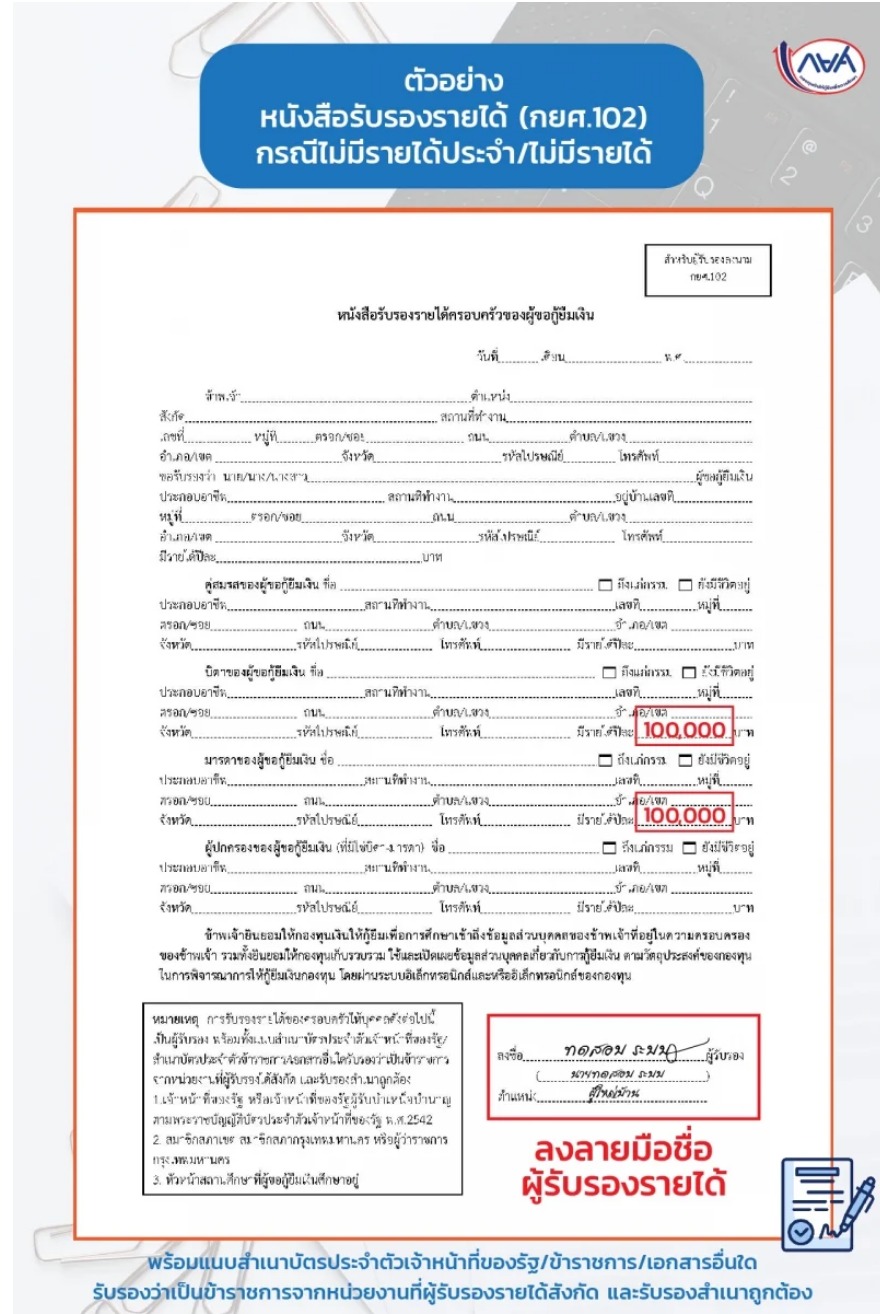 กยศ
ตัวอย่าง
หนังสือรับรองรายได้ (กยศ.102)
กรณีไม่มีรายได้ประจำ/ไม่มีรายได้
สำหรับผู้รับรองลงนาม
กยศ.102
หนังสือรับรองรายได้ครอบครัวของผู้ขอกู้ยืมเงิน
วันที่ เดือน พ.ศ.
ข้าพเจ้า ตำแหน่ง
สังกัด สถานที่ทำงาน
เลขที่ หมู่ที่ ตรอก/ซอย ถนน ตำบล/แขวง
อำเภอ/เขต จังหวัด รหัสไปรษณีย์ โทรศัพท์
ขอรับรองว่า นาย/นาง/นางสาว ผู้ขอกู้ยืมเงิน
ประกอบอาชีพ สถานที่ทำงาน อยู่บ้านเลขที่
หมู่ที่ ตรอก/ซอย ถนน ตำบล/แขวง
อำเภอ/เขต จังหวัด รหัสไปรษณีย์ โทรศัพท์
มีรายได้ปีละ บาท
คู่สมรสของผู้ขอกู้ยืมเงิน ชื่อ ถึงแก่กรรม ยังมีชีวิตอยู่
ประกอบอาชีพ สถานที่ทำงาน เลขที่ หมู่ที่
ตรอก/ซอย ถนน ตำบล/แขวง อำเภอ/เขต
จังหวัด รหัสไปรษณีย์ โทรศัพท์ มีรายได้ปีละ บาท
บิดาของผู้ขอกู้ยืมเงิน ชื่อ ถึงแก่กรรม ยังมีชีวิตอยู่
ประกอบอาชีพ สถานที่ทำงาน เลขที่ หมู่ที่
ตรอก/ซอย ถนน ตำบล/แขวง อำเภอ/เขต
จังหวัด รหัสไปรษณีย์ โทรศัพท์ มีรายได้ปีละ 100,000 บาท
มารดาของผู้ขอกู้ยืมเงิน ชื่อ ถึงแก่กรรม ยังมีชีวิตอยู่
ประกอบอาชีพ สถานที่ทำงาน เลขที่ หมู่ที่
ตรอก/ซอย ถนน ตำบล/แขวง อำเภอ/เขต
จังหวัด รหัสไปรษณีย์ โทรศัพท์ มีรายได้ปีละ 100,000 บาท
ผู้ปกครองของผู้ขอกู้ยืมเงิน (ที่มิใช่บิดา-มารดา) ชื่อ ถึงแก่กรรม ยังมีชีวิตอยู่
ประกอบอาชีพ สถานที่ทำงาน เลขที่ หมู่ที่
ตรอก/ซอย ถนน ตำบล/แขวง อำเภอ/เขต
จังหวัด รหัสไปรษณีย์ โทรศัพท์ มีรายได้ปีละ บาท
ข้าพเจ้ายินยอมให้กองทุนเงินให้กู้ยืมเพื่อการศึกษาเข้าถึงข้อมูลส่วนบุคคลของข้าพเจ้าที่อยู่ในความครอบครอง
ของข้าพเจ้า รวมทั้งยินยอมให้กองทุนเก็บรวบรวม ใช้และเปิดเผยข้อมูลส่วนบุคคลเกี่ยวกับการกู้ยืมเงิน ตามวัตถุประสงค์ของกองทุน
ในการพิจารณาการให้กู้ยืมเงินกองทุน โดยผ่านระบบอิเล็กทรอนิกส์และหรืออิเล็กทรอนิกส์ของกองทุน
หมายเหตุ การรับรองรายได้ของครอบครัวให้บุคคลดังต่อไปนี้
เป็นผู้รับรอง พร้อมทั้งแนบสำเนาบัตรประจำตัวเจ้าหน้าที่ของรัฐ/
สำเนาบัตรประจำตัวข้าราชการ/เอกสารอื่นใดรับรองว่าเป็นข้าราชการ
จากหน่วยงานที่ผู้รับรองได้สังกัด และรับรองสำเนาถูกต้อง
1.เจ้าหน้าที่ของรัฐ หรือเจ้าหน้าที่ของรัฐผู้รับบำเหน็จบำนาญ
ตามพระราชบัญญัติบัตรประจำตัวเจ้าหน้าที่ของรัฐ พ.ศ.2542
2. สมาชิกสภาเขต สมาชิกสภากรุงเทพมหานคร หรือผู้ว่าราชการ
กรุงเทพมหานคร
3. หัวหน้าสถานศึกษาที่ผู้ขอกู้ยืมเงินศึกษาอยู่
ลงชื่อ ทดสอบ ระบบ ผู้รับรอง
( นายทดสอบ ระบบ )
ตำแหน่ง ผู้ใหญ่บ้าน
ลงลายมือชื่อ
ผู้รับรองรายได้
พร้อมแนบสำเนาบัตรประจำตัวเจ้าหน้าที่ของรัฐ/ข้าราชการ/เอกสารอื่นใด
รับรองว่าเป็นข้าราชการจากหน่วยงานที่ผู้รับรองรายได้สังกัด และรับรองสำเนาถูกต้อง